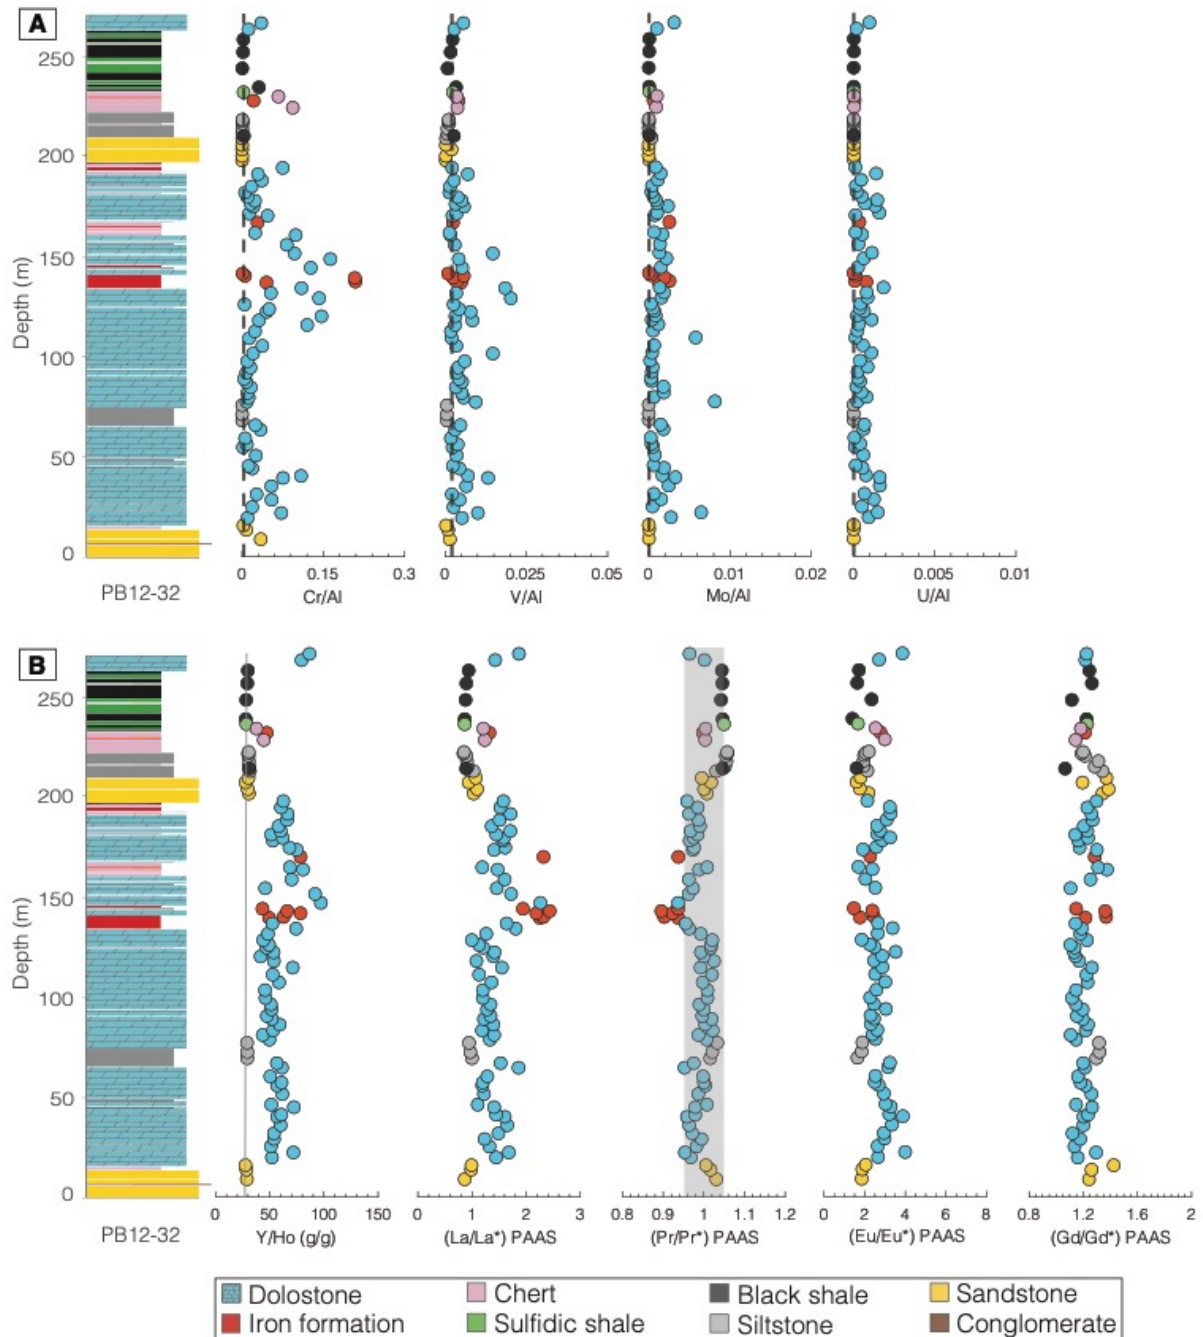 A
250
200
150
100
50
0
Depth (m)
0 0.15 0.3
0 0.025 0.05
0 0.01 0.02
0 0.005 0.01
PB12-32
Cr/Al
V/Al
Mo/Al
U/Al
B
250
200
150
100
50
0
Depth (m)
0 50 100 150
0 1 2 3
0.8 0.9 1 1.1 1.2
0 2 4 6 8
0.8 1 1.2 1.4 1.6
PB12-32
Y/Ho (g/g)
(La/La*) PAAS
(Pr/Pr*) PAAS
(Eu/Eu*) PAAS
(Gd/Gd*) PAAS
Dolostone Chert Black shale Sandstone
Iron formation Sulfidic shale Siltstone Conglomerate